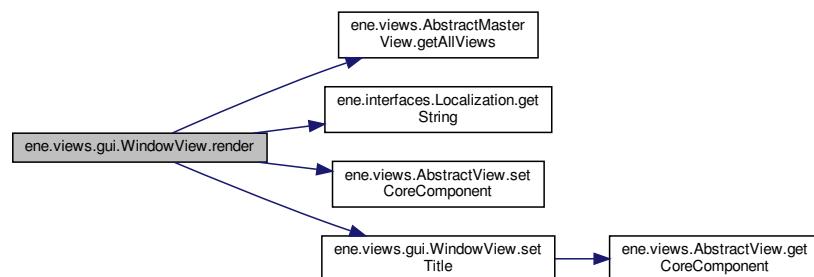 ene.views.AbstractMaster
View.getAllViews
ene.interfaces.Localization.get
String
ene.views.gui.WindowView.render
ene.views.AbstractView.set
CoreComponent
ene.views.gui.WindowView.set
Title
ene.views.AbstractView.get
CoreComponent